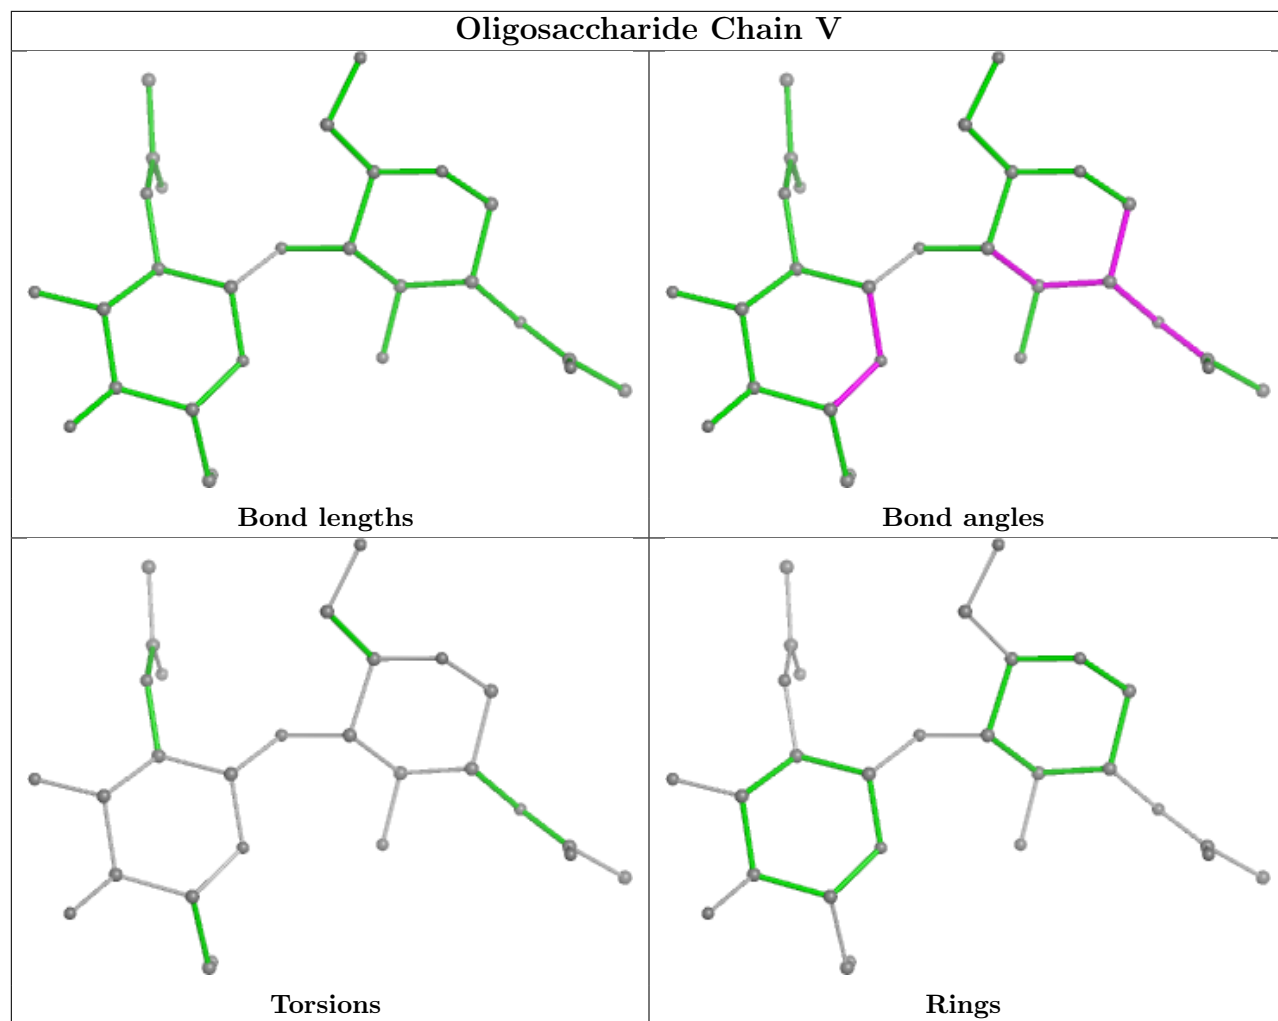 Oligosaccharide Chain V
Bond lengths
Bond angles
Torsions
Rings